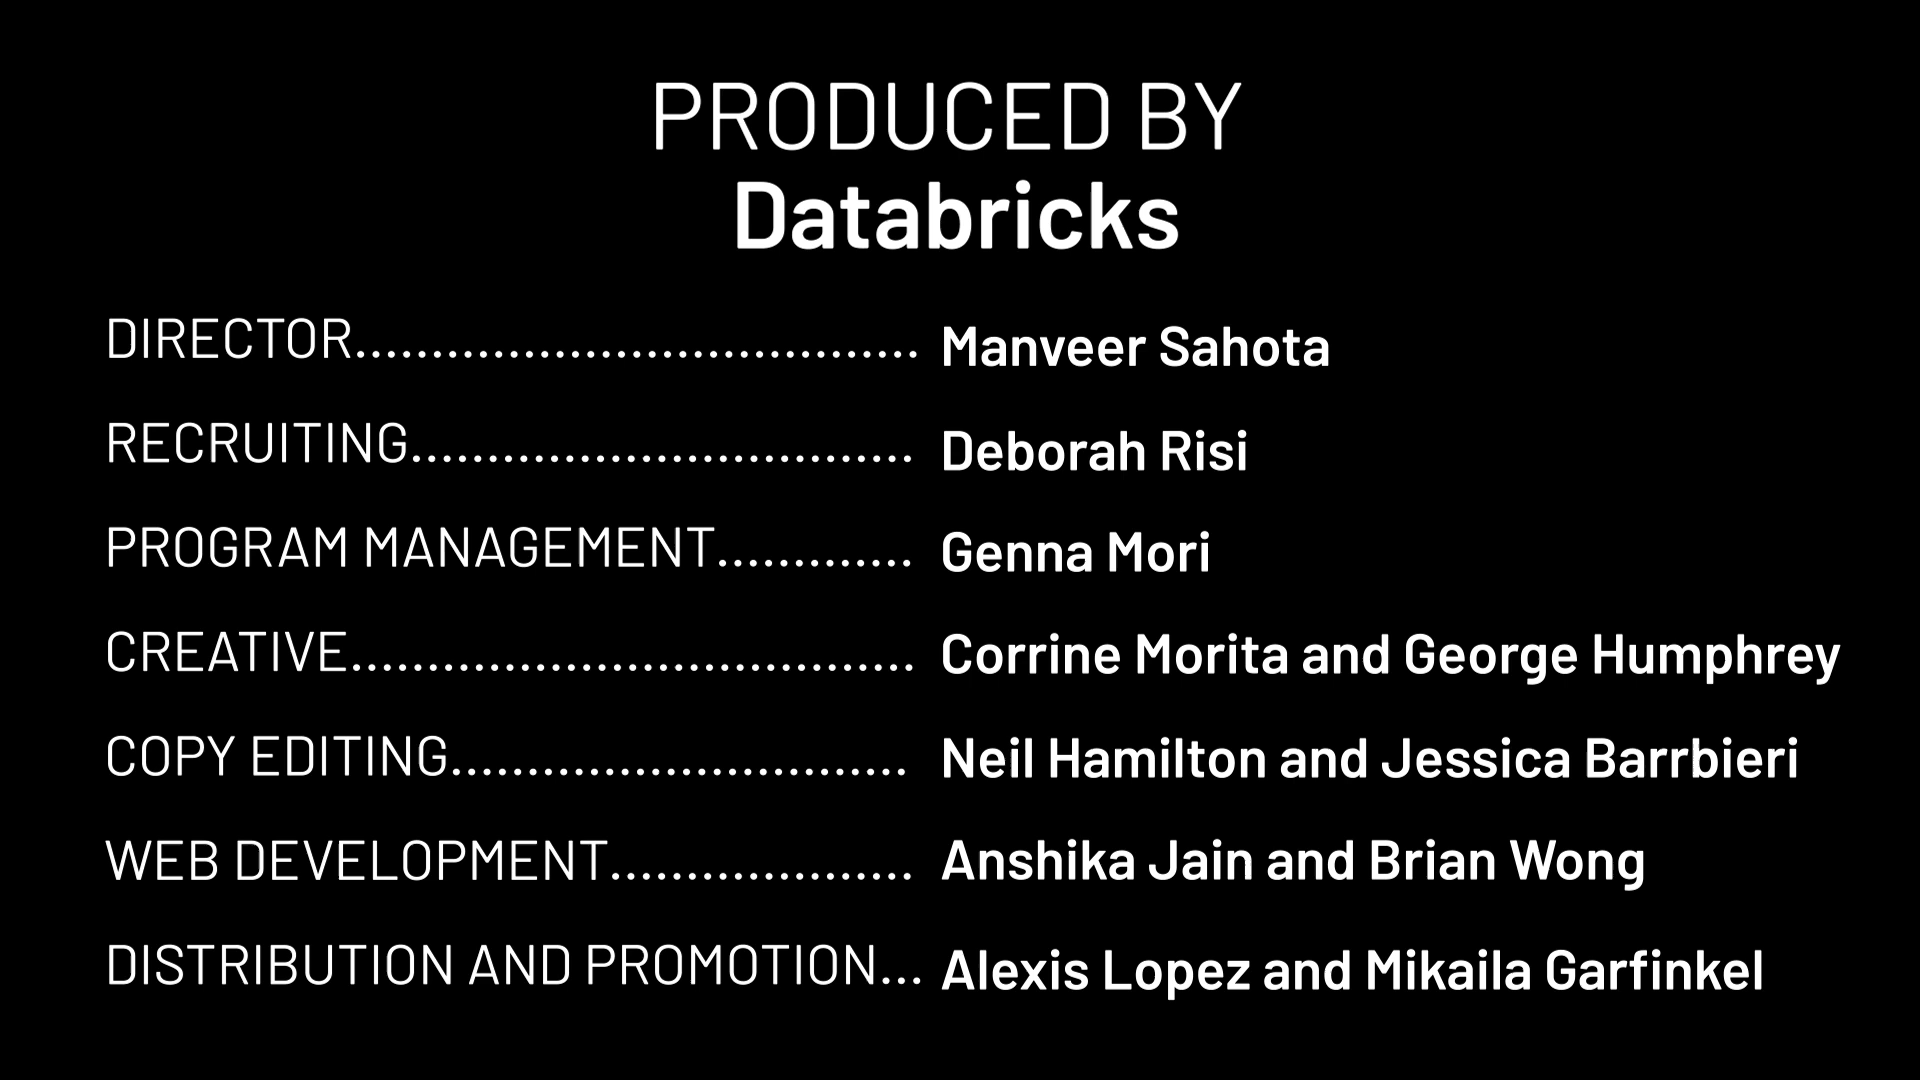 PRODUCED BY
Databricks
DIRECTOR..................................... Manveer Sahota
RECRUITING................................. Deborah Risi
PROGRAM MANAGEMENT............. Genna Mori
CREATIVE..................................... Corrine Morita and George Humphrey
COPY EDITING.............................. Neil Hamilton and Jessica Barrbieri
WEB DEVELOPMENT.................... Anshika Jain and Brian Wong
DISTRIBUTION AND PROMOTION... Alexis Lopez and Mikaila Garfinkel